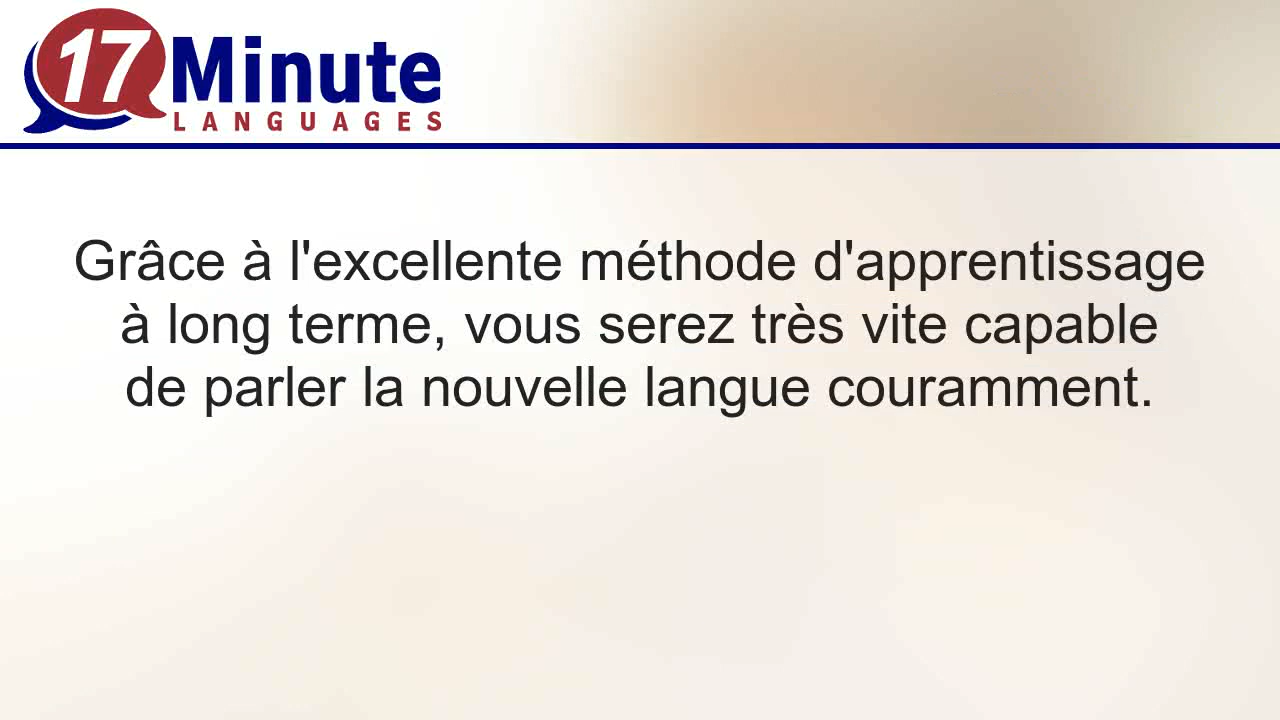 17 Minute
LANGUAGES
Grâce à l'excellente méthode d'apprentissage
à long terme, vous serez très vite capable
de parler la nouvelle langue couramment.